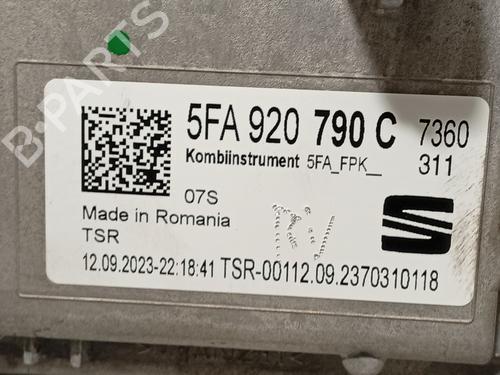 B-PARTS
5FA 920 790 C 7360
Kombiinstrument 5FA_FPK__ 311
07S
Made in Romania
TSR
12.09.2023-22:18:41 TSR-00112.09.2370310118